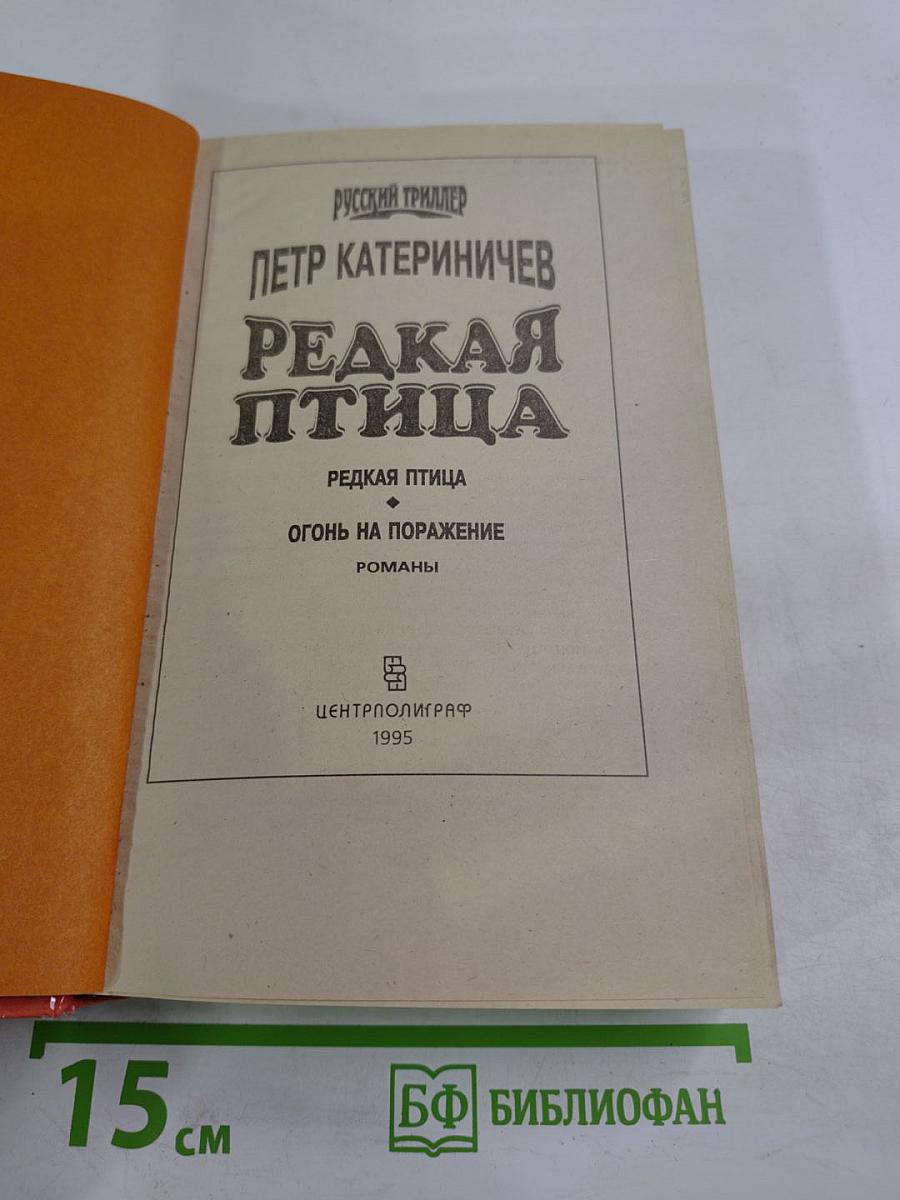 РУССКИЙ ТРИЛЛЕР
ПЕТР КАТЕРИНИЧЕВ
РЕДКАЯ
ПТИЦА
РЕДКАЯ ПТИЦА
ОГОНЬ НА ПОРАЖЕНИЕ
РОМАНЫ
ЦЕНТРПОЛИГРАФ
1995
15 см
БФ БИБЛИОФАН